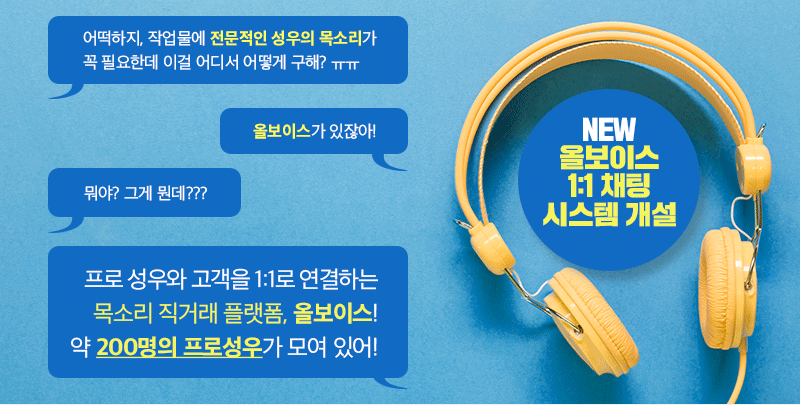 어떡하지, 작업물에 전문적인 성우의 목소리가
꼭 필요한데 이걸 어디서 어떻게 구해? ㅠㅠ
올보이스가 있잖아!
뭐야? 그게 뭔데???
프로 성우와 고객을 1:1로 연결하는
목소리 직거래 플랫폼, 올보이스!
약 200명의 프로성우가 모여 있어!
NEW
올보이스
1:1 채팅
시스템 개설